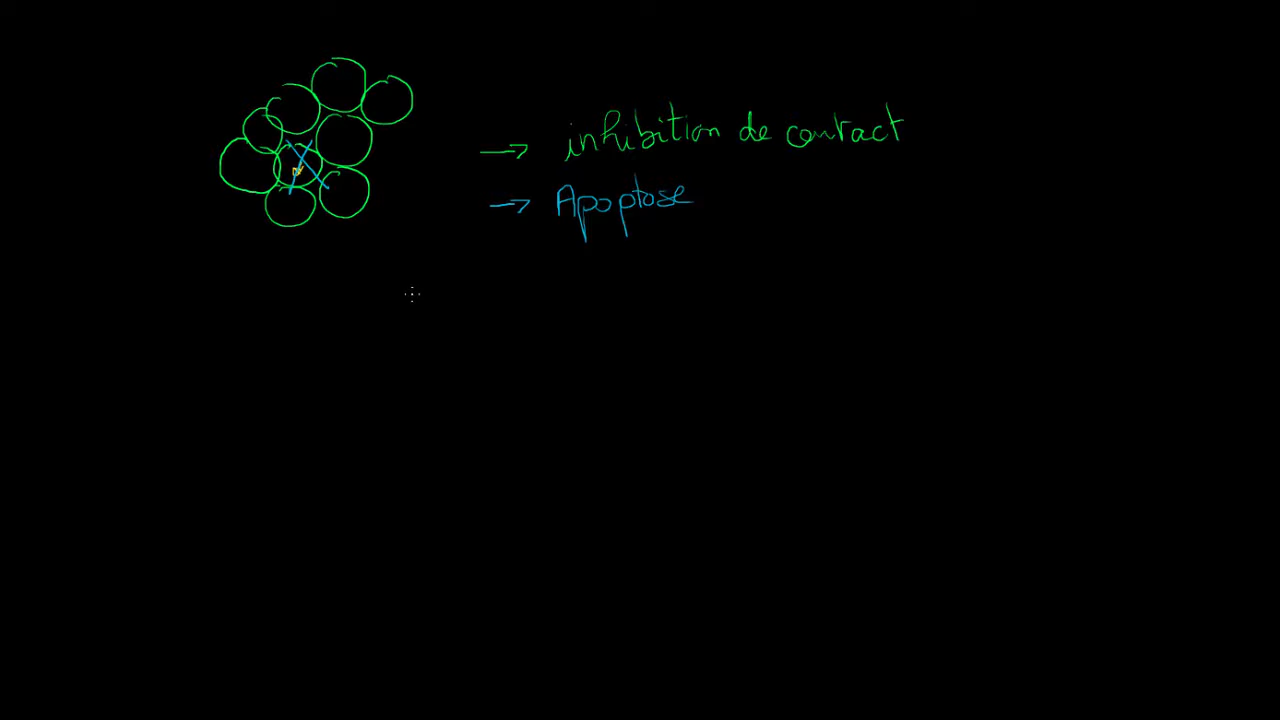 → inhibition de contact
→ Apoptose